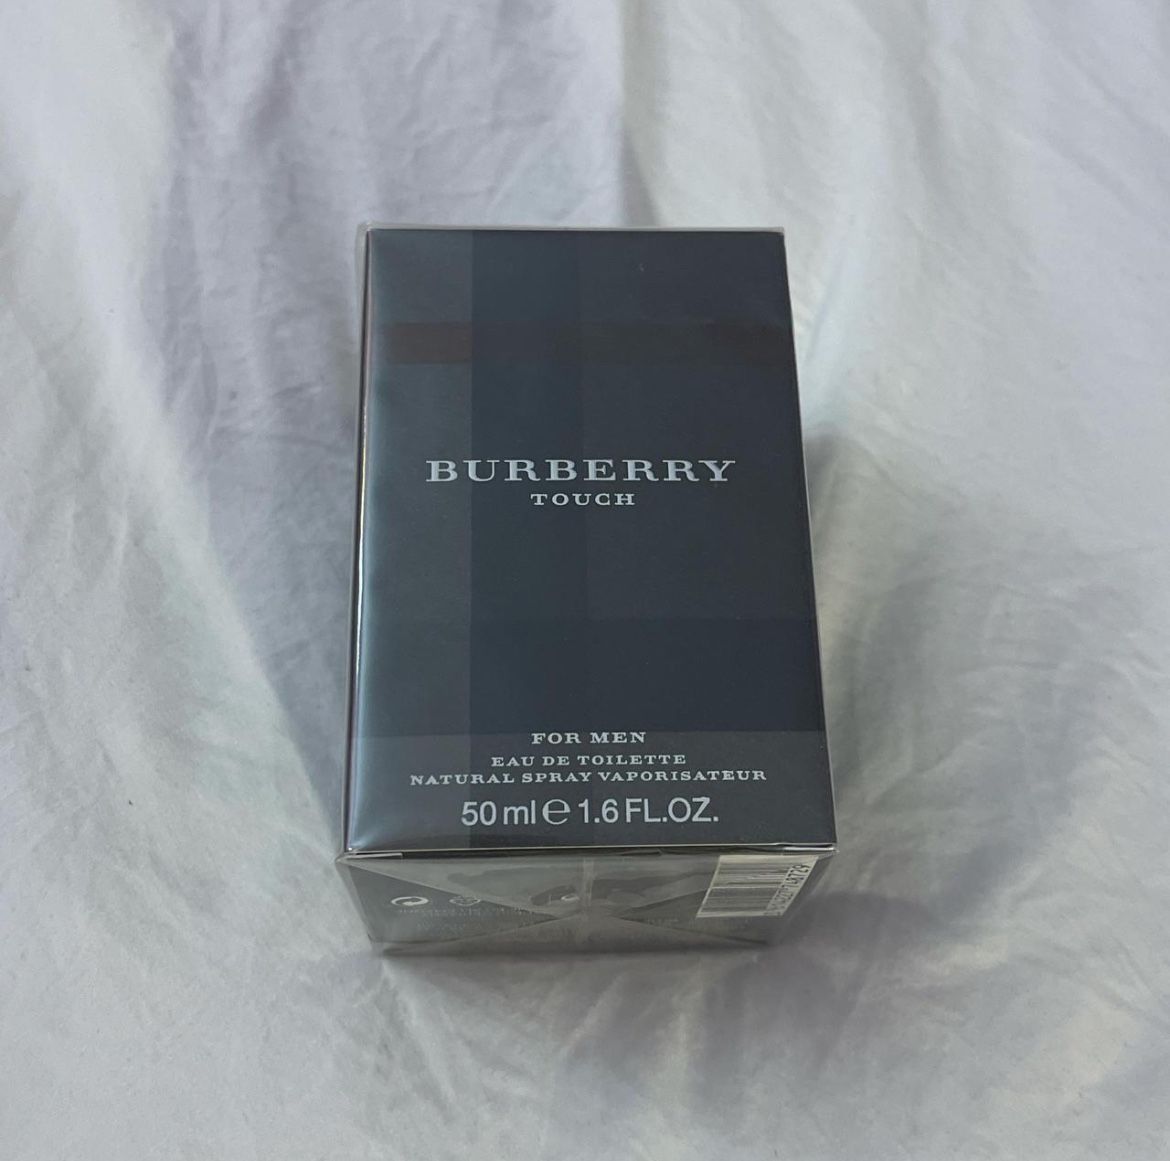 BURBERRY
TOUCH
FOR MEN
EAU DE TOILETTE
NATURAL SPRAY VAPORISATEUR
50 ml ℮ 1.6 FL.OZ.